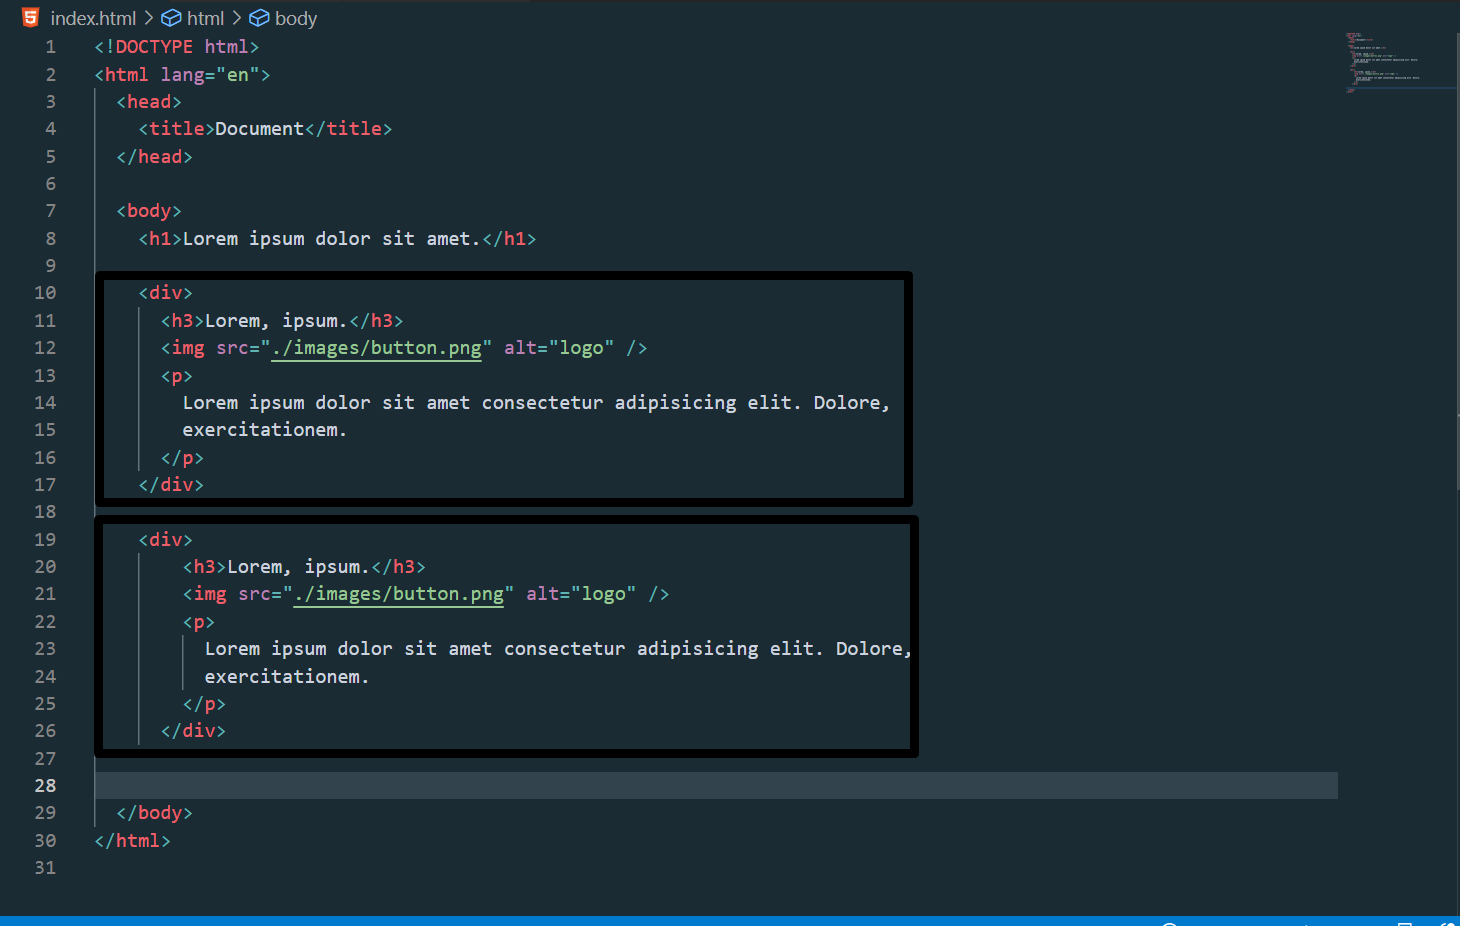 index.html > html > body
1 <!DOCTYPE html>
2 <html lang="en">
3   <head>
4     <title>Document</title>
5   </head>
6
7   <body>
8     <h1>Lorem ipsum dolor sit amet.</h1>
9
10     <div>
11       <h3>Lorem, ipsum.</h3>
12       <img src="./images/button.png" alt="logo" />
13       <p>
14         Lorem ipsum dolor sit amet consectetur adipisicing elit. Dolore,
15         exercitationem.
16       </p>
17     </div>
18
19     <div>
20         <h3>Lorem, ipsum.</h3>
21         <img src="./images/button.png" alt="logo" />
22         <p>
23           Lorem ipsum dolor sit amet consectetur adipisicing elit. Dolore,
24           exercitationem.
25         </p>
26       </div>
27
28
29   </body>
30 </html>
31